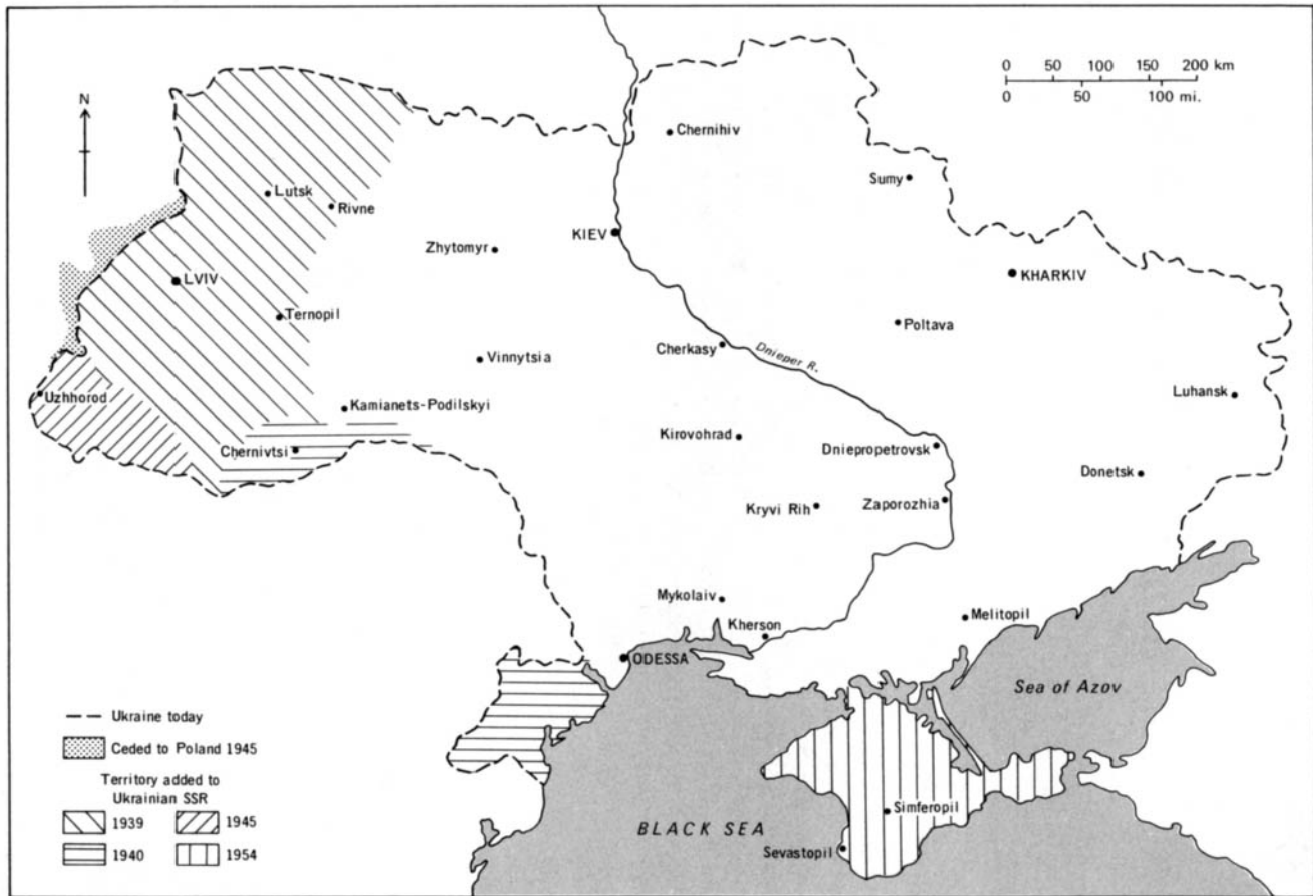 0 50 100 150 200 km
0 50 100 mi.
N
Chernihiv
Sumy
Lutsk
Rivne
KIEV
Zhytomyr
KHARKIV
LVIV
Ternopil
Poltava
Cherkasy
Dnieper R.
Vinnytsia
Uzhhorod
Luhansk
Kamianets-Podilskyi
Kirovohrad
Chernivtsi
Dniepropetrovsk
Donetsk
Kryvi Rih
Zaporozhia
Mykolaiv
Melitopil
Kherson
ODESSA
Sea of Azov
Ukraine today
Ceded to Poland 1945
Territory added to
Ukrainian SSR
1939 1945
1940 1954
Simferopil
BLACK SEA
Sevastopil